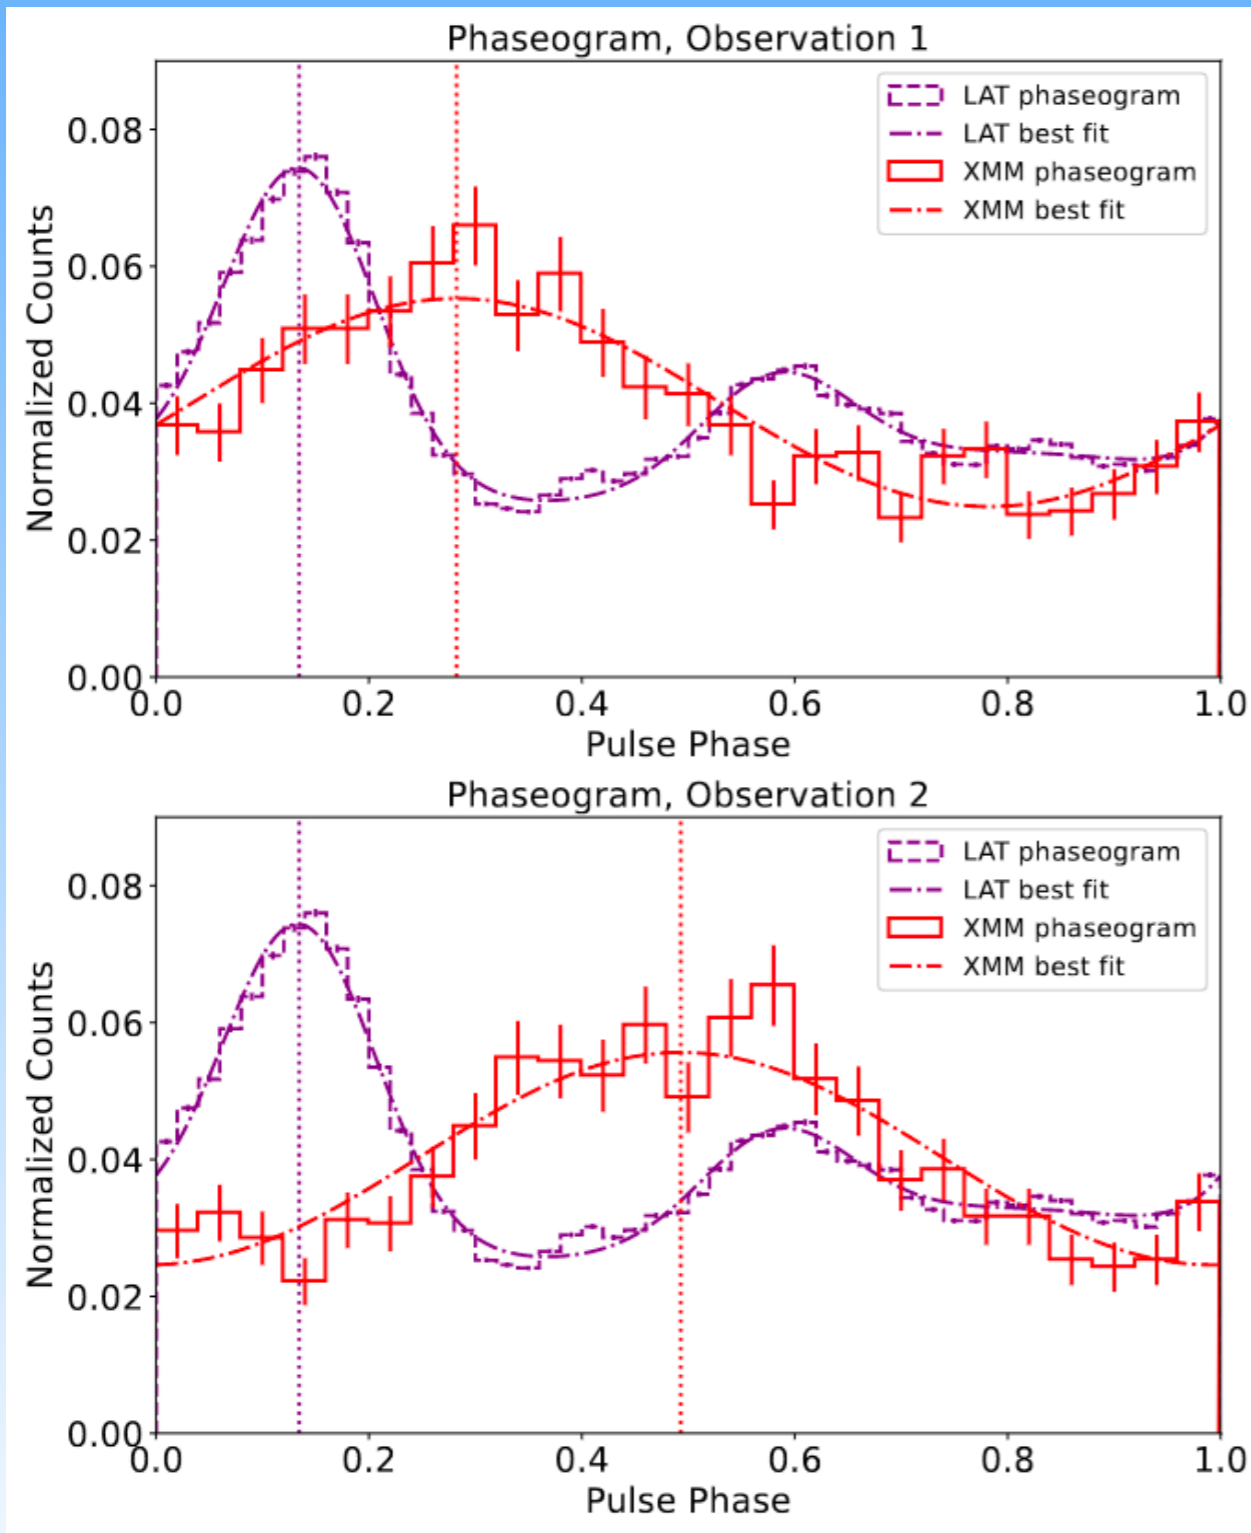 Phaseogram, Observation 1
LAT phaseogram
LAT best fit
XMM phaseogram
XMM best fit
Normalized Counts
0.08
0.06
0.04
0.02
0.00
0.0 0.2 0.4 0.6 0.8 1.0
Pulse Phase
Phaseogram, Observation 2
LAT phaseogram
LAT best fit
XMM phaseogram
XMM best fit
Normalized Counts
0.08
0.06
0.04
0.02
0.00
0.0 0.2 0.4 0.6 0.8 1.0
Pulse Phase